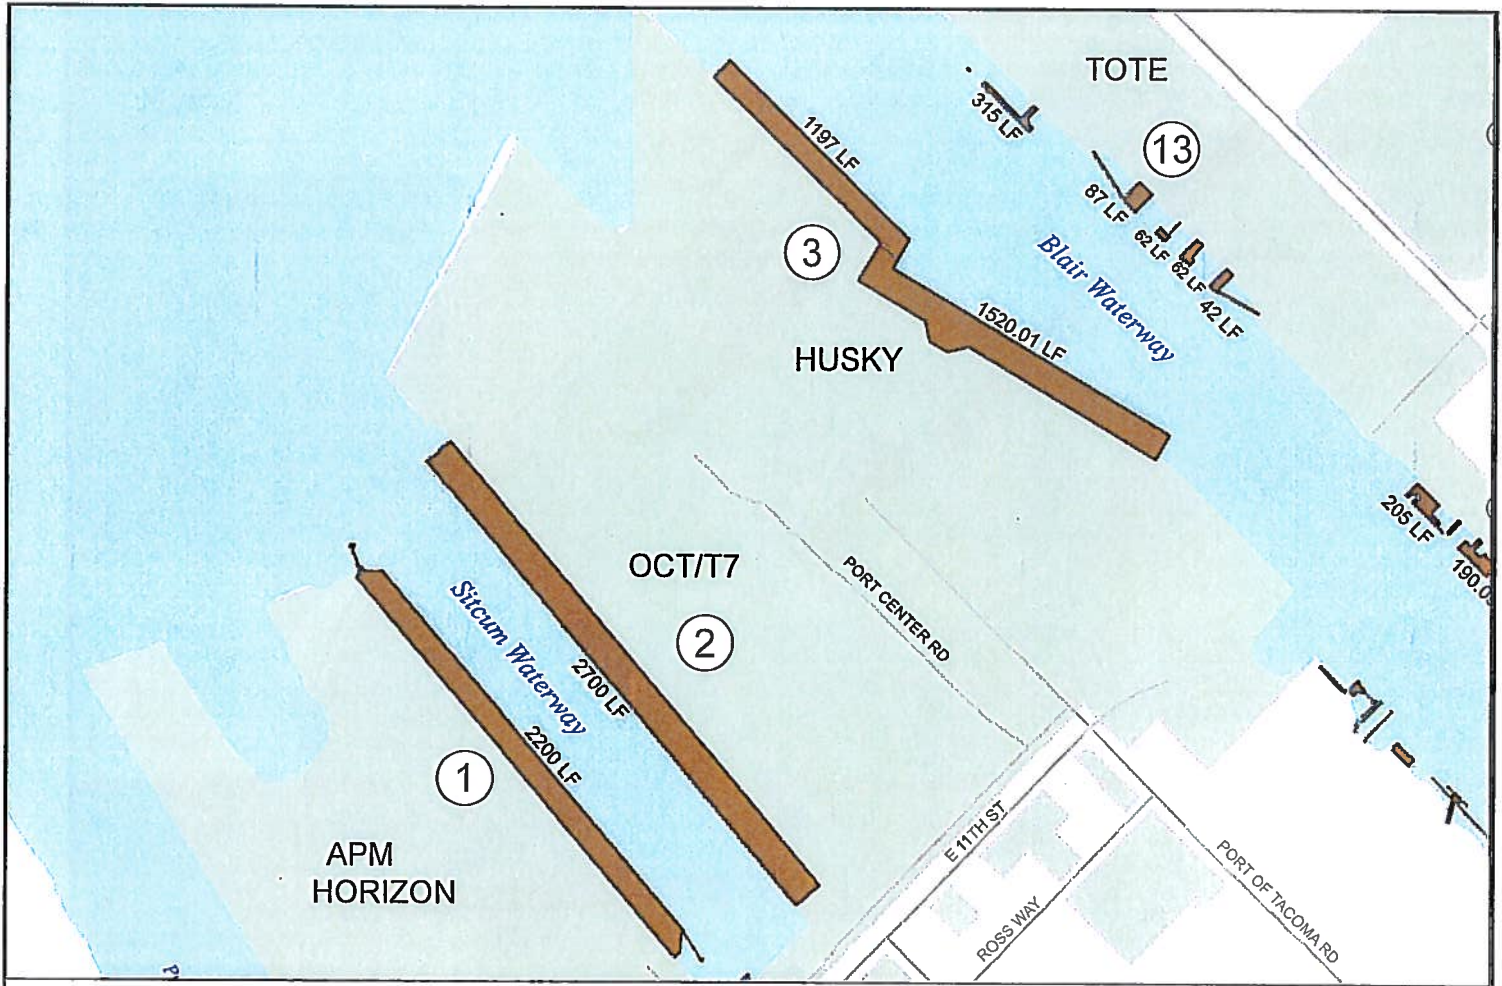 TOTE
315 LF
13
1197 LF
87 LF
62 LF
62 LF
42 LF
3
Blair Waterway
1520.01 LF
HUSKY
205 LF
OCT/T7
PORT CENTER RD
Sitcum Waterway
2
2700 LF
2200 LF
1
E 11TH ST
APM
HORIZON
PORT OF TACOMA RD
ROSS WAY